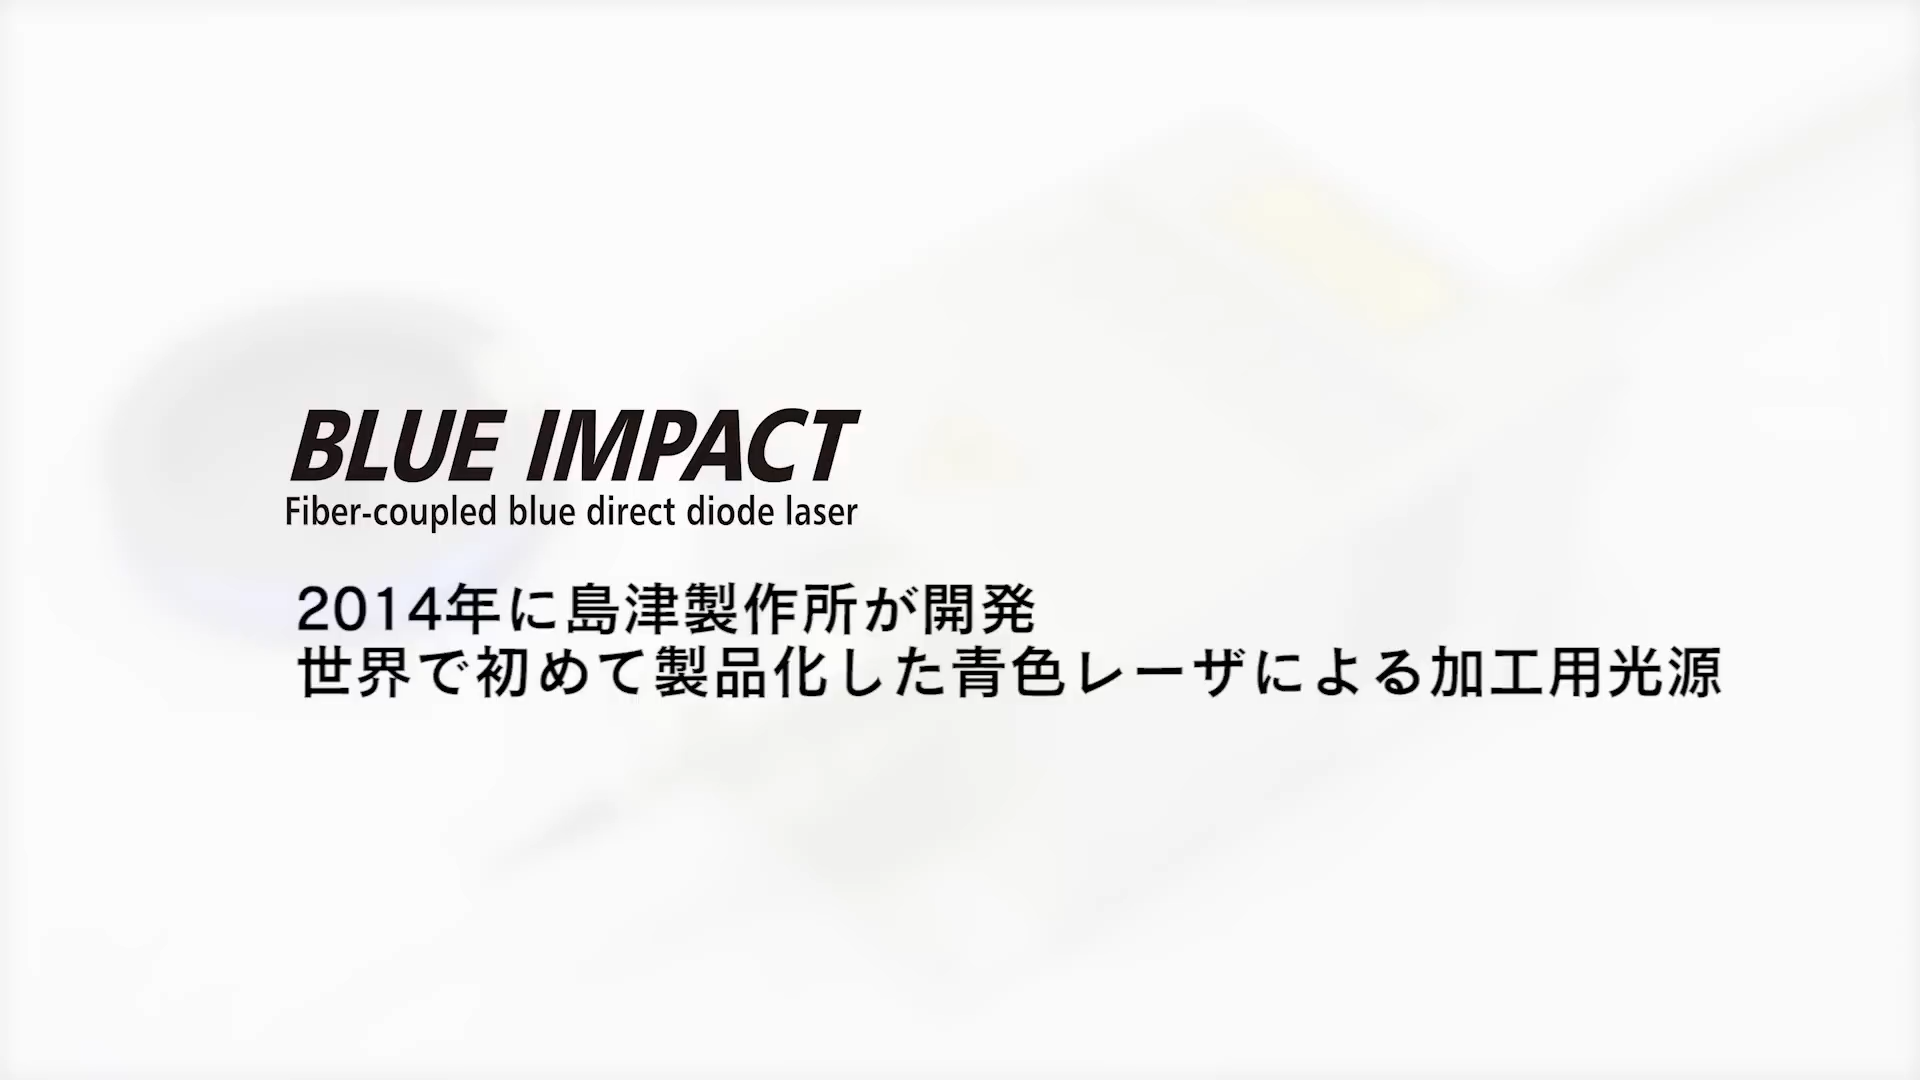 BLUE IMPACT
Fiber-coupled blue direct diode laser
2014年に島津製作所が開発
世界で初めて製品化した青色レーザによる加工用光源